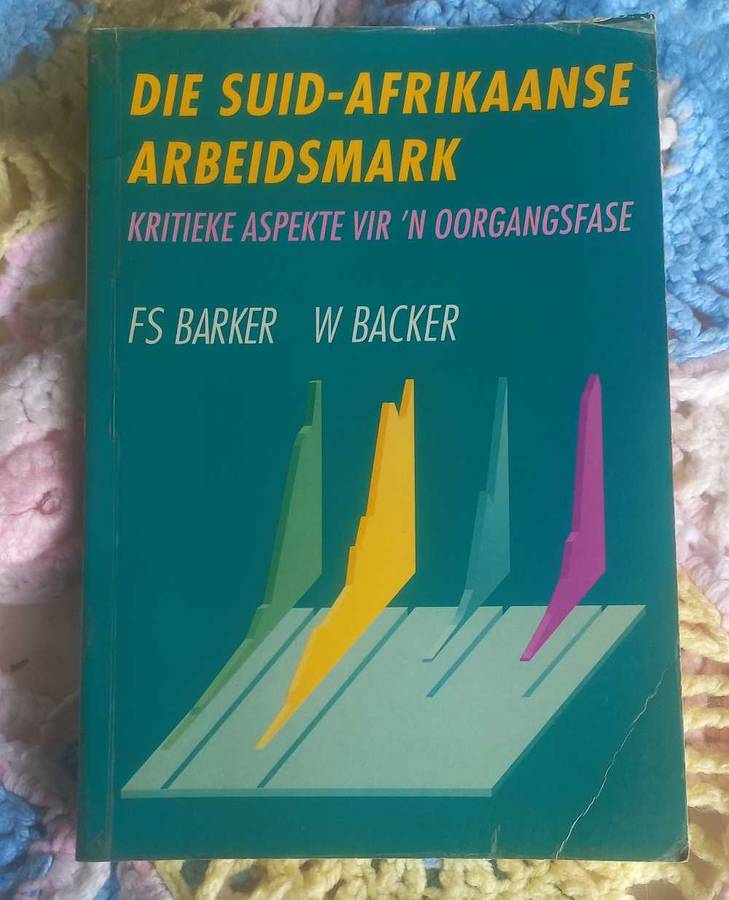 DIE SUID-AFRIKAANSE
ARBEIDSMARK
KRITIEKE ASPEKTE VIR 'N OORGANGSFASE
FS BARKER W BACKER